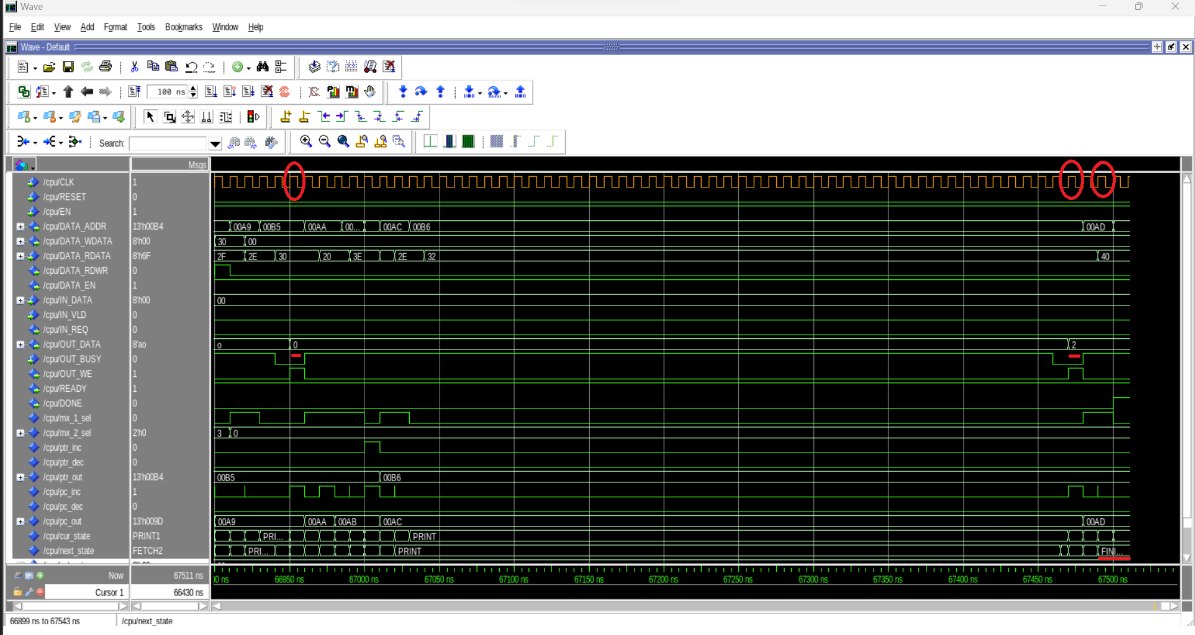 Wave
File Edit View Add Format Tools Bookmarks Window Help
Wave - Default
100 ns
Search:
Msgs
/cpu/CLK 1
/cpu/RESET 0
/cpu/EN 1
/cpu/DATA_ADDR 13'h00B4 00A9 00B5 00AA 00... 00AC 00B6 00AD
/cpu/DATA_WDATA 8'h00 30 00
/cpu/DATA_RDATA 8'h6F 2F 2E 30 20 3E 2E 32 40
/cpu/DATA_RDWR 0
/cpu/DATA_EN 1
/cpu/IN_DATA 8'h00 00
/cpu/IN_VLD 0
/cpu/IN_REQ 0
/cpu/OUT_DATA 8'ao o 0 2
/cpu/OUT_BUSY 0
/cpu/OUT_WE 1
/cpu/READY 1
/cpu/DONE 0
/cpu/mx_1_sel 0
/cpu/mx_2_sel 2'h0 3 0
/cpu/ptr_inc 0
/cpu/ptr_dec 0
/cpu/ptr_out 13'h00B4 00B5 00B6
/cpu/pc_inc 1
/cpu/pc_dec 0
/cpu/pc_out 13'h009D 00A9 00AA 00AB 00AC 00AD
/cpu/cur_state PRINT1 PRI... PRINT
/cpu/next_state FETCH2 PRI... PRINT FINI...
Now 67511 ns 0 ns 66950 ns 67000 ns 67050 ns 67100 ns 67150 ns 67200 ns 67250 ns 67300 ns 67350 ns 67400 ns 67450 ns 67500 ns
Cursor 1 66430 ns
66899 ns to 67543 ns /cpu/next_state